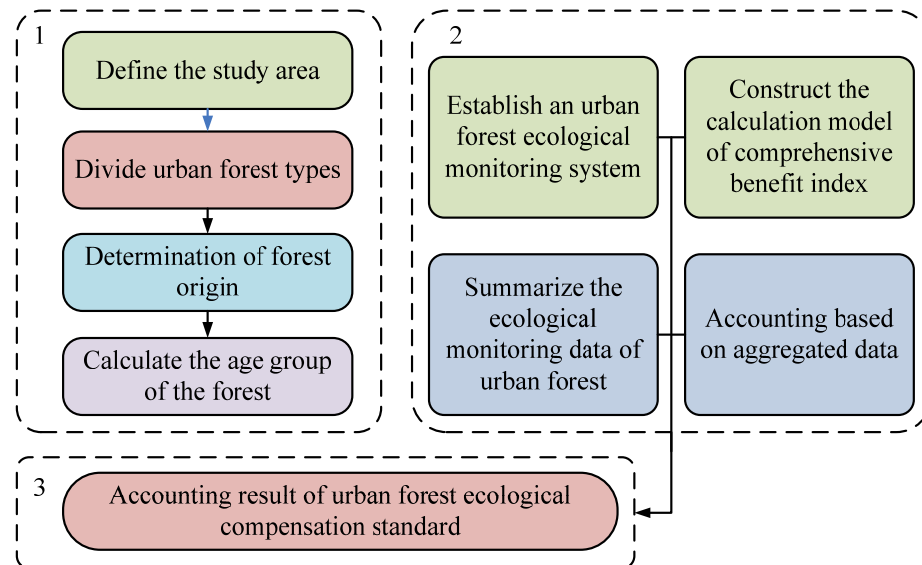 1
Define the study area
Divide urban forest types
Determination of forest
origin
Calculate the age group
of the forest
2
Establish an urban
forest ecological
monitoring system
Construct the
calculation model
of comprehensive
benefit index
Summarize the
ecological
monitoring data of
urban forest
Accounting based
on aggregated data
3
Accounting result of urban forest ecological
compensation standard